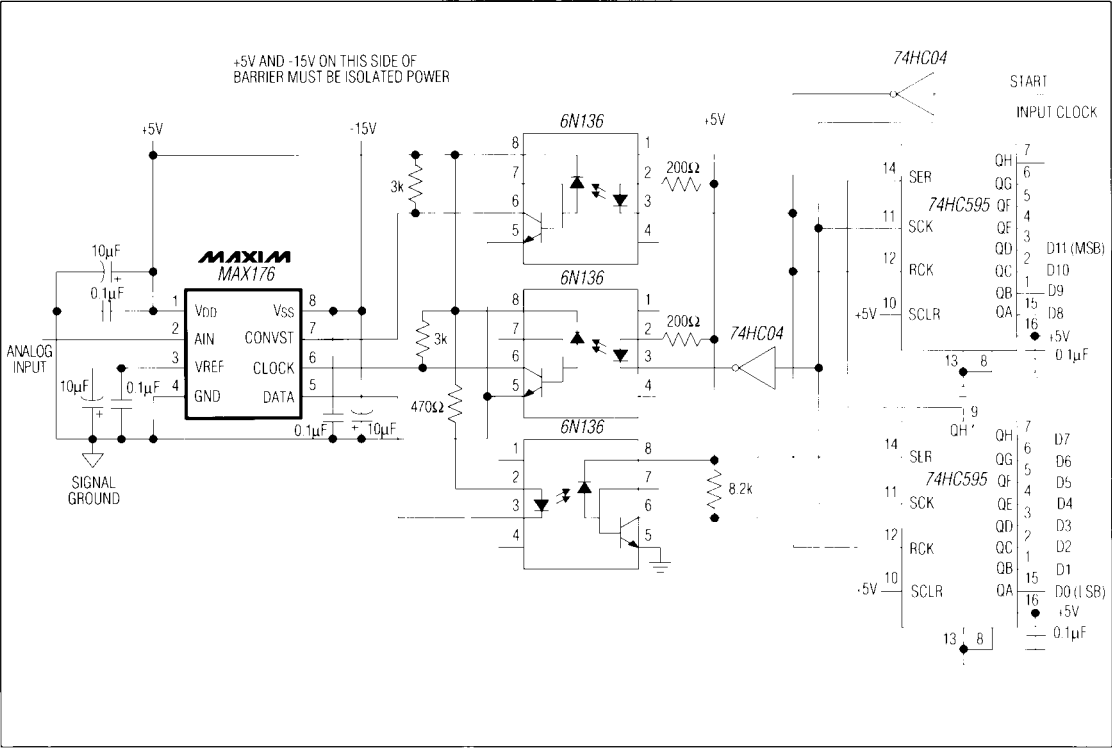 +5V AND -15V ON THIS SIDE OF
BARRIER MUST BE ISOLATED POWER
74HC04
START
INPUT CLOCK
+5V
-15V
6N136
8
7
6
5
1
2
3
4
3k
200Ω
+5V
10µF
+
0.1µF
MAXIM
MAX176
1
2
3
4
VDD
AIN
VREF
GND
VSS
CONVST
CLOCK
DATA
8
7
6
5
ANALOG
INPUT
10µF
+
0.1µF
0.1µF
+
10µF
SIGNAL
GROUND
6N136
8
7
6
5
1
2
3
4
3k
200Ω
470Ω
74HC04
6N136
1
2
3
4
8
7
6
5
8.2k
74HC595
14
SER
11
SCK
12
RCK
10
+5V
SCLR
QH
7
QG
6
QF
5
QE
4
QD
3
D11 (MSB)
QC
2
D10
QB
1
D9
QA
15
D8
16
+5V
0.1µF
13
8
9
QH'
74HC595
14
SER
11
SCK
12
RCK
10
+5V
SCLR
QH
7
D7
QG
6
D6
QF
5
D5
QE
4
D4
QD
3
D3
QC
2
D2
QB
1
D1
QA
15
D0 (LSB)
16
+5V
0.1µF
13
8